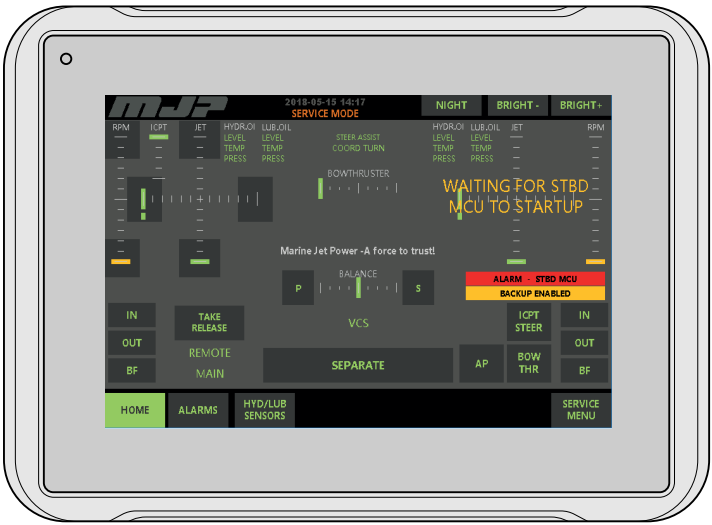 MJP
2018-05-15 14:17
SERVICE MODE
NIGHT
BRIGHT -
BRIGHT+
RPM
ICPT
JET
HYDR.OI
LEVEL
TEMP
PRESS
LUB.OIL
LEVEL
TEMP
PRESS
STEER ASSIST
COORD TURN
HYDR.OI
LEVEL
TEMP
PRESS
LUB.OIL
LEVEL
TEMP
PRESS
JET
RPM
BOWTHRUSTER
WAITING FOR STBD
MCU TO STARTUP
Marine Jet Power -A force to trust!
BALANCE
P
S
ALARM - STBD MCU
BACKUP ENABLED
IN
OUT
BF
TAKE
RELEASE
REMOTE
MAIN
VCS
SEPARATE
AP
ICPT
STEER
BOW
THR
IN
OUT
BF
HOME
ALARMS
HYD/LUB
SENSORS
SERVICE
MENU